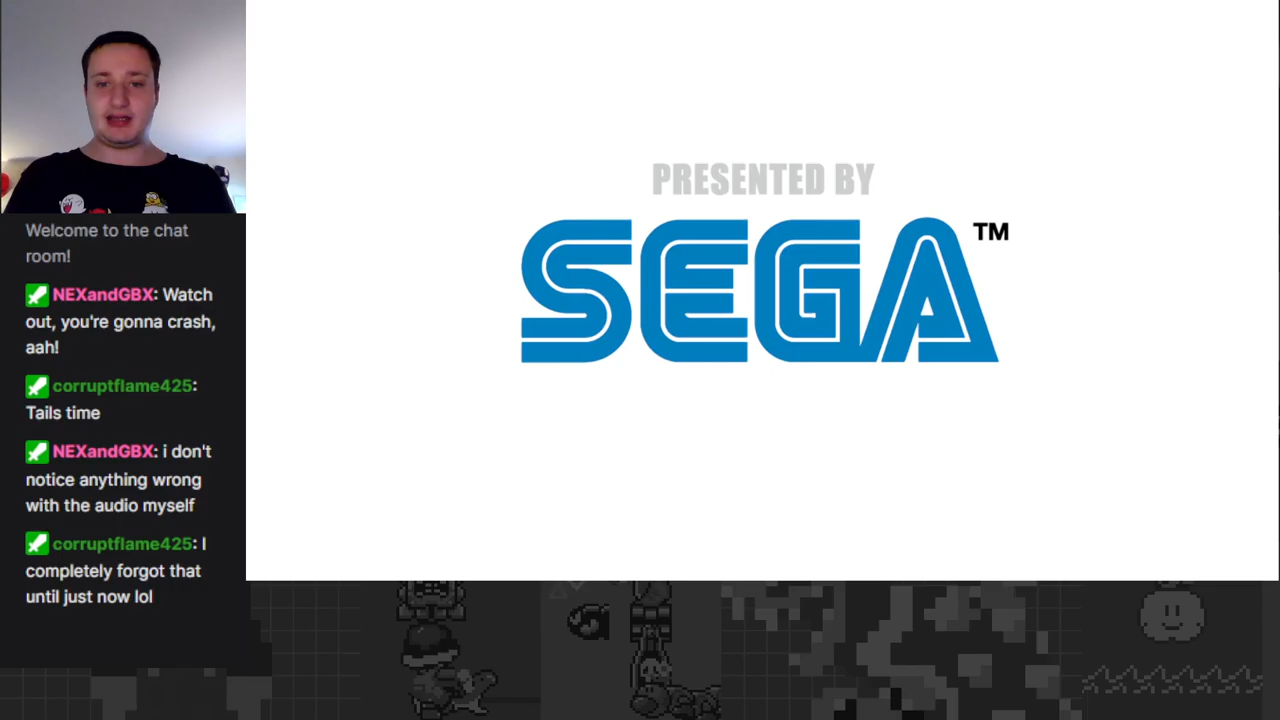 Welcome to the chat
room!
NEXandGBX: Watch
out, you're gonna crash,
aah!
corruptflame425:
Tails time
NEXandGBX: i don't
notice anything wrong
with the audio myself
corruptflame425: I
completely forgot that
until just now lol
PRESENTED BY
SEGA™